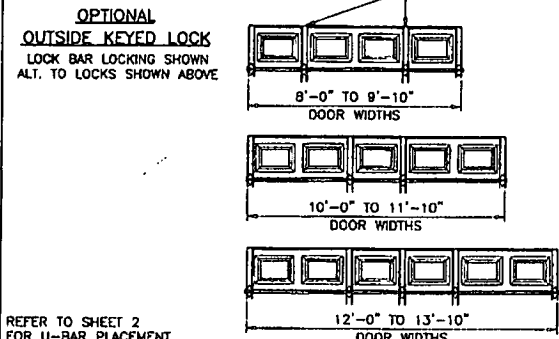 OPTIONAL
OUTSIDE KEYED LOCK
LOCK BAR LOCKING SHOWN
ALT. TO LOCKS SHOWN ABOVE
8'-0" TO 9'-10"
DOOR WIDTHS
10'-0" TO 11'-10"
DOOR WIDTHS
12'-0" TO 13'-10"
DOOR WIDTHS
REFER TO SHEET 2
FOR U-BAR PLACEMENT